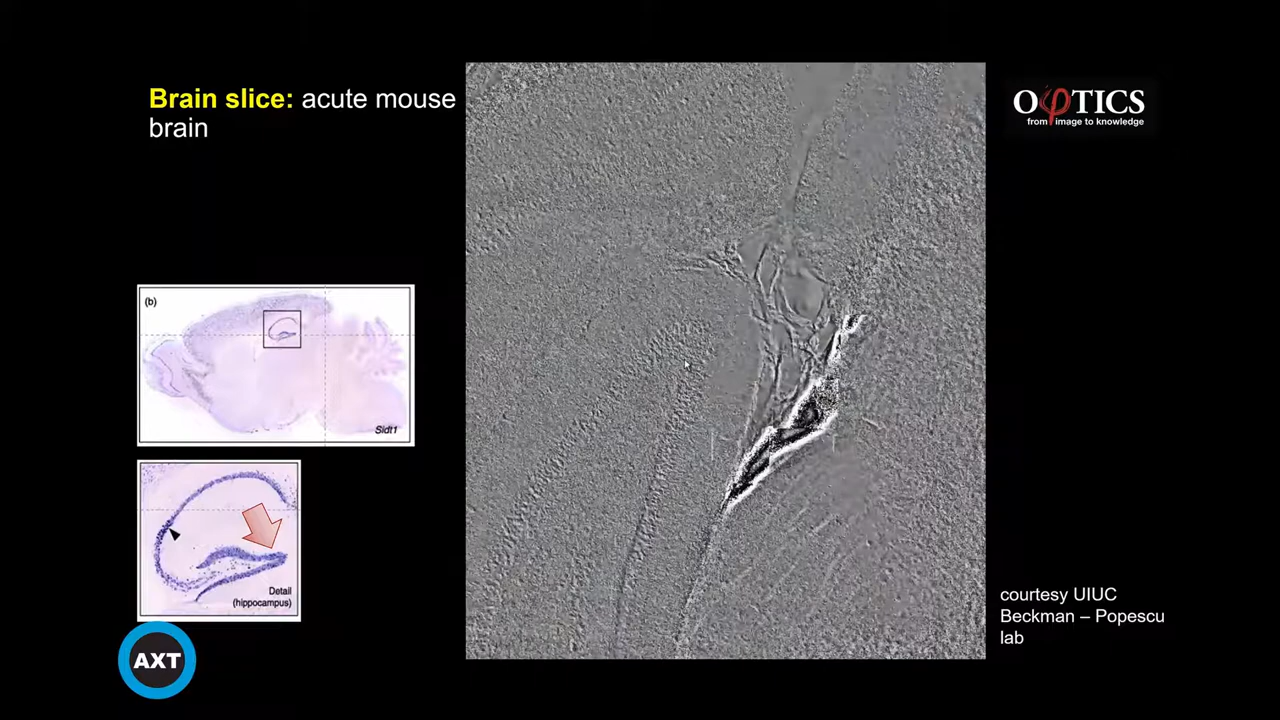 Brain slice: acute mouse
brain
OφTICS
from image to knowledge
(b)
Sidt1
Detail
(hippocampus)
AXT
courtesy UIUC
Beckman – Popescu
lab